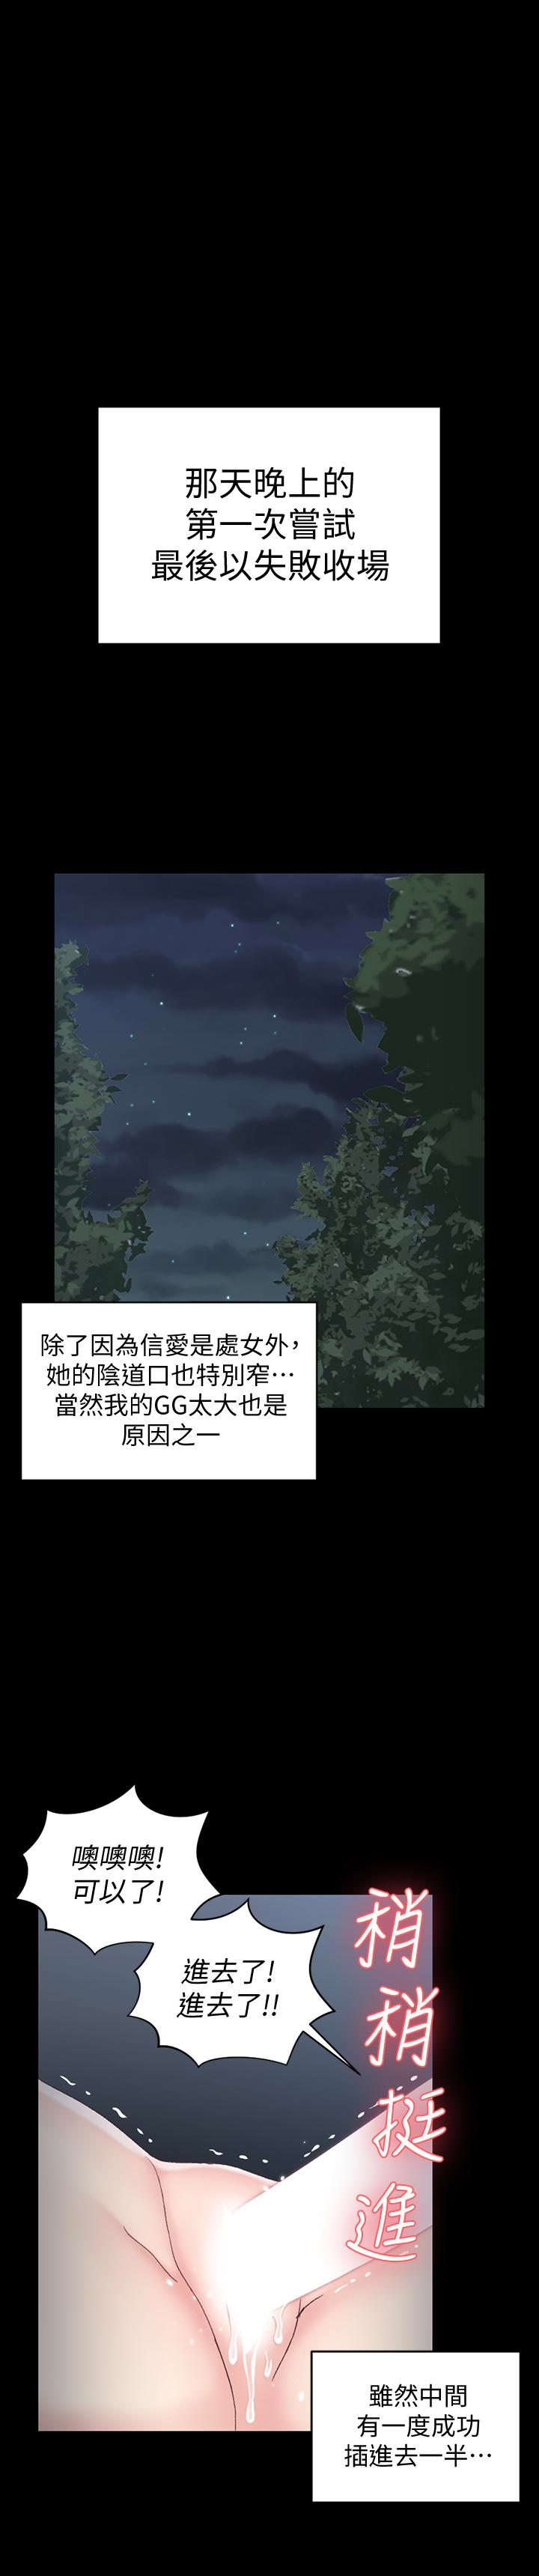 那天晚上的
第一次嘗試
最後以失敗收場
除了因為信愛是處女外，
她的陰道口也特別窄⋯
當然我的GG太大也是
原因之一
噢噢噢!
可以了!
進去了!
進去了!!
稍
稍
挺
進
雖然中間
有一度成功
插進去一半⋯